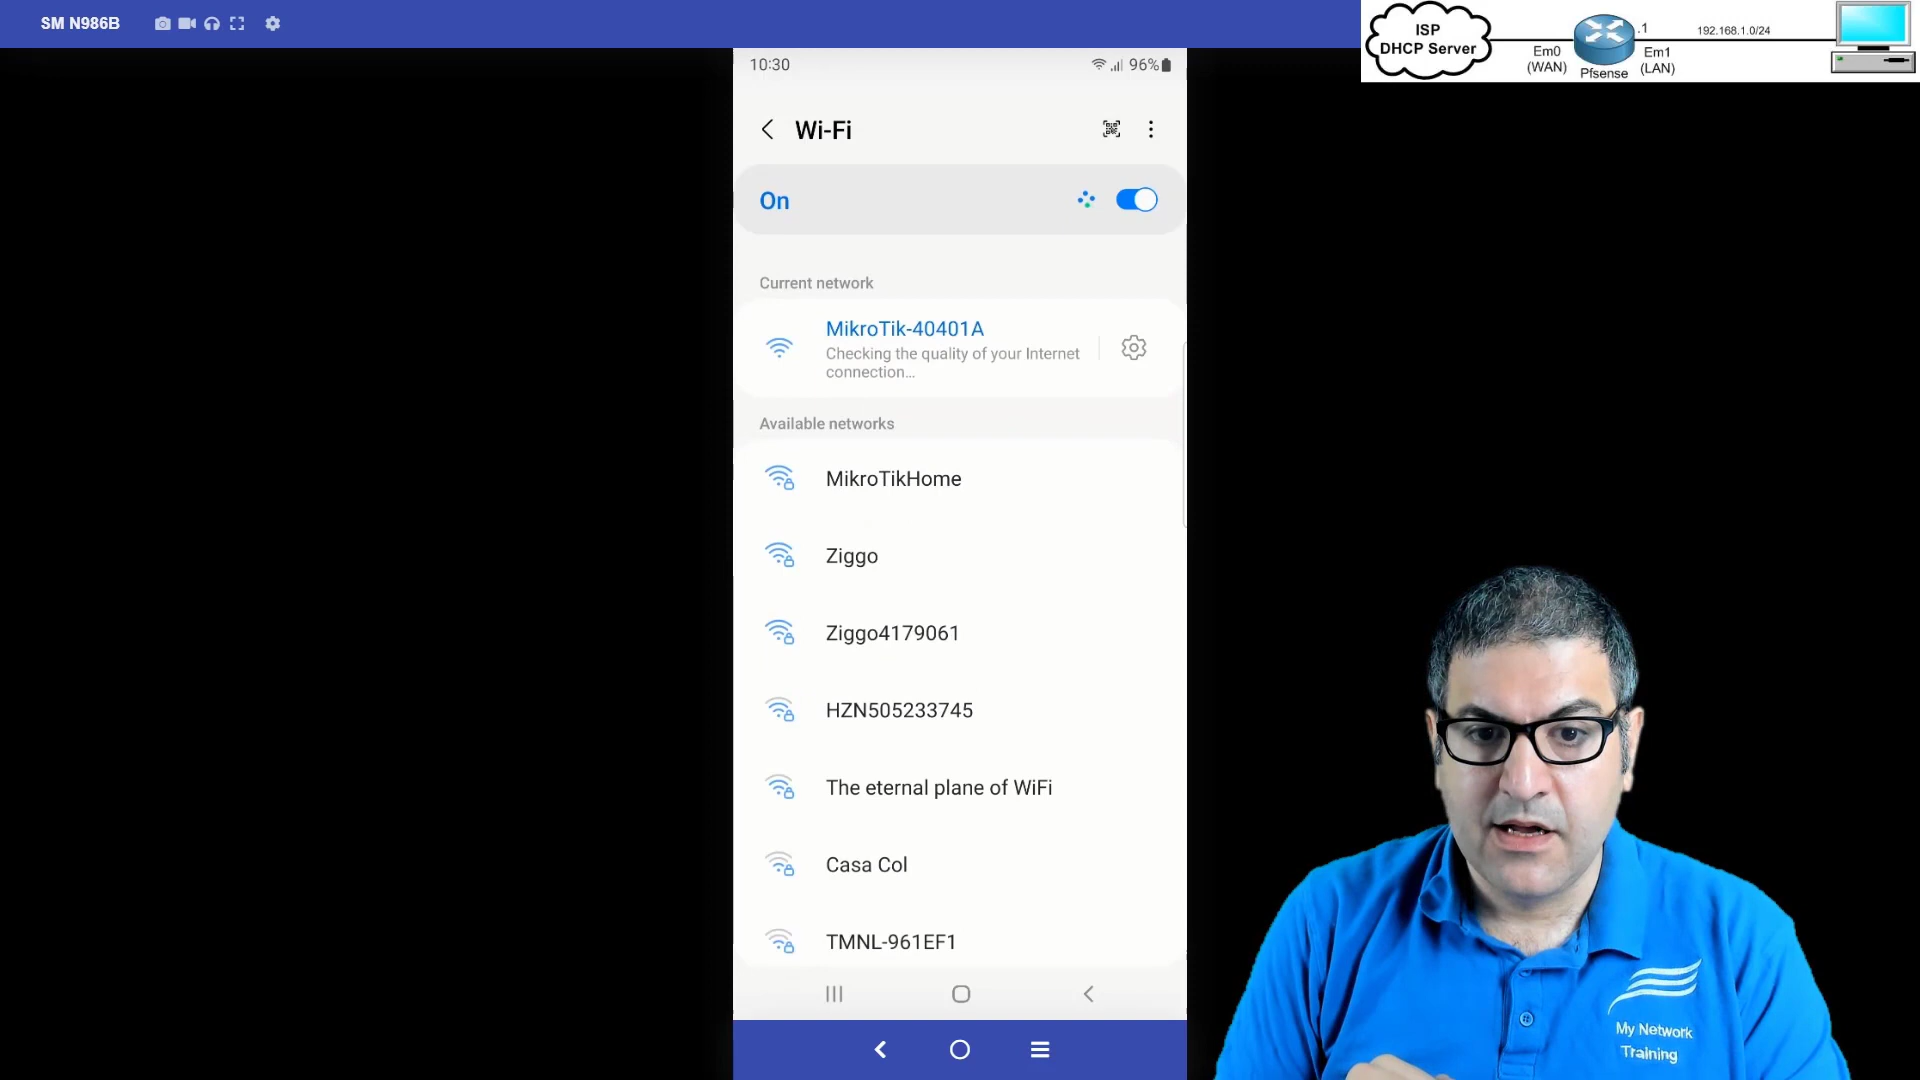 SM N986B
10:30
96%
Wi-Fi
On
Current network
MikroTik-40401A
Checking the quality of your Internet
connection...
Available networks
MikroTikHome
Ziggo
Ziggo4179061
HZN505233745
The eternal plane of WiFi
Casa Col
TMNL-961EF1
ISP
DHCP Server
Em0
(WAN)
Pfsense
.1
Em1
(LAN)
192.168.1.0/24
My Network
Training